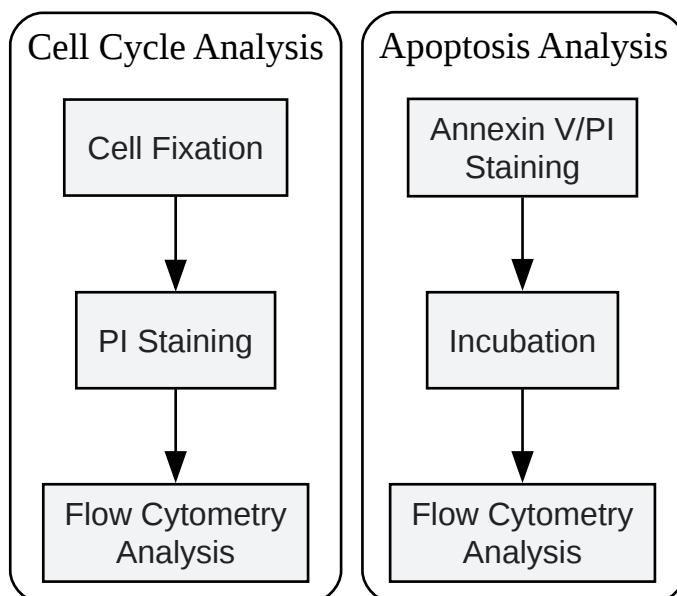 Cell Cycle Analysis
Cell Fixation
PI Staining
Flow Cytometry
Analysis
Apoptosis Analysis
Annexin V/PI
Staining
Incubation
Flow Cytometry
Analysis